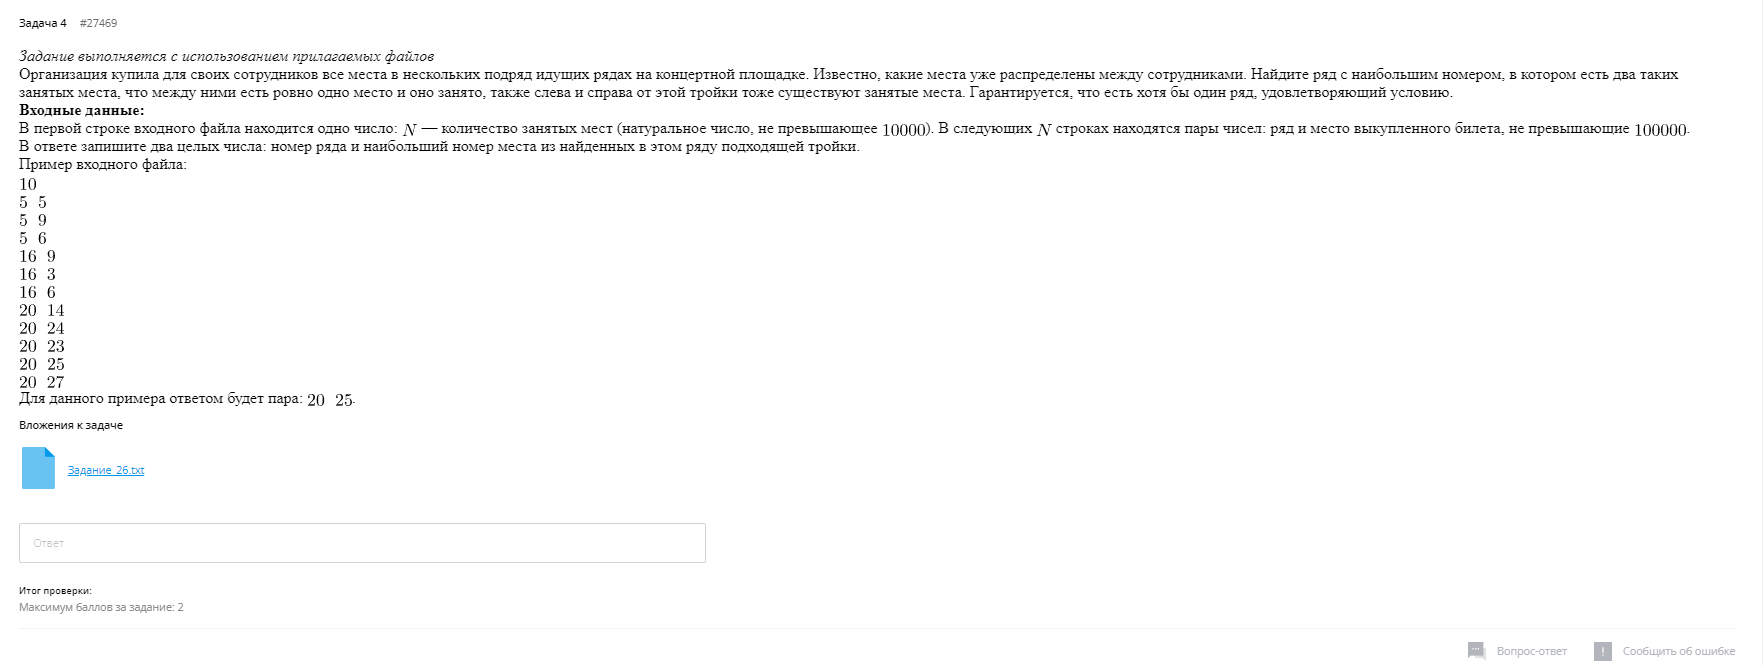 Задача 4 #27469
Задание выполняется с использованием прилагаемых файлов
Организация купила для своих сотрудников все места в нескольких подряд идущих рядах на концертной площадке. Известно, какие места уже распределены между сотрудниками. Найдите ряд с наибольшим номером, в котором есть два таких
занятых места, что между ними есть ровно одно место и оно занято, также слева и справа от этой тройки тоже существуют занятые места. Гарантируется, что есть хотя бы один ряд, удовлетворяющий условию.
Входные данные:
В первой строке входного файла находится одно число: N — количество занятых мест (натуральное число, не превышающее 10000). В следующих N строках находятся пары чисел: ряд и место выкупленного билета, не превышающие 100000.
В ответе запишите два целых числа: номер ряда и наибольший номер места из найденных в этом ряду подходящей тройки.
Пример входного файла:
10
5 5
5 9
5 6
16 9
16 3
16 6
20 14
20 24
20 23
20 25
20 27
Для данного примера ответом будет пара: 20 25.
Вложения к задаче
Задание_26.txt
Ответ
Итог проверки:
Максимум баллов за задание: 2
Вопрос-ответ ! Сообщить об ошибке